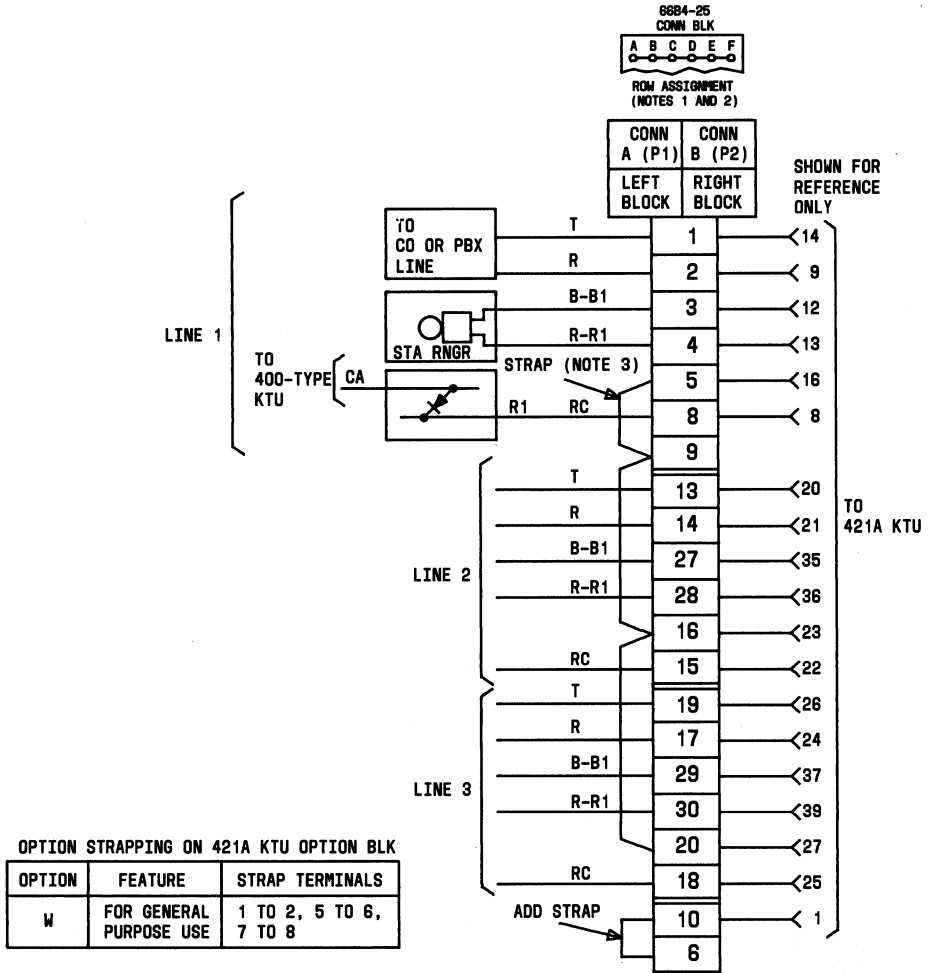 66B4-25
CONN BLK
A B C D E F
ROW ASSIGNMENT
(NOTES 1 AND 2)
CONN A (P1)
CONN B (P2)
LEFT BLOCK
RIGHT BLOCK
SHOWN FOR
REFERENCE
ONLY
LINE 1
TO
CO OR PBX
LINE
T 1 14
R 2 9
B-B1 3 12
STA RNGR
R-R1 4 13
TO
400-TYPE
KTU
CA
STRAP (NOTE 3)
5 16
R1 RC 8 8
9
LINE 2
T 13 20
R 14 21
B-B1 27 35
R-R1 28 36
16 23
RC 15 22
TO
421A KTU
LINE 3
T 19 26
R 17 24
B-B1 29 37
R-R1 30 39
20 27
RC 18 25
ADD STRAP
10 1
6
OPTION STRAPPING ON 421A KTU OPTION BLK
OPTION FEATURE STRAP TERMINALS
W
FOR GENERAL
PURPOSE USE
1 TO 2, 5 TO 6,
7 TO 8